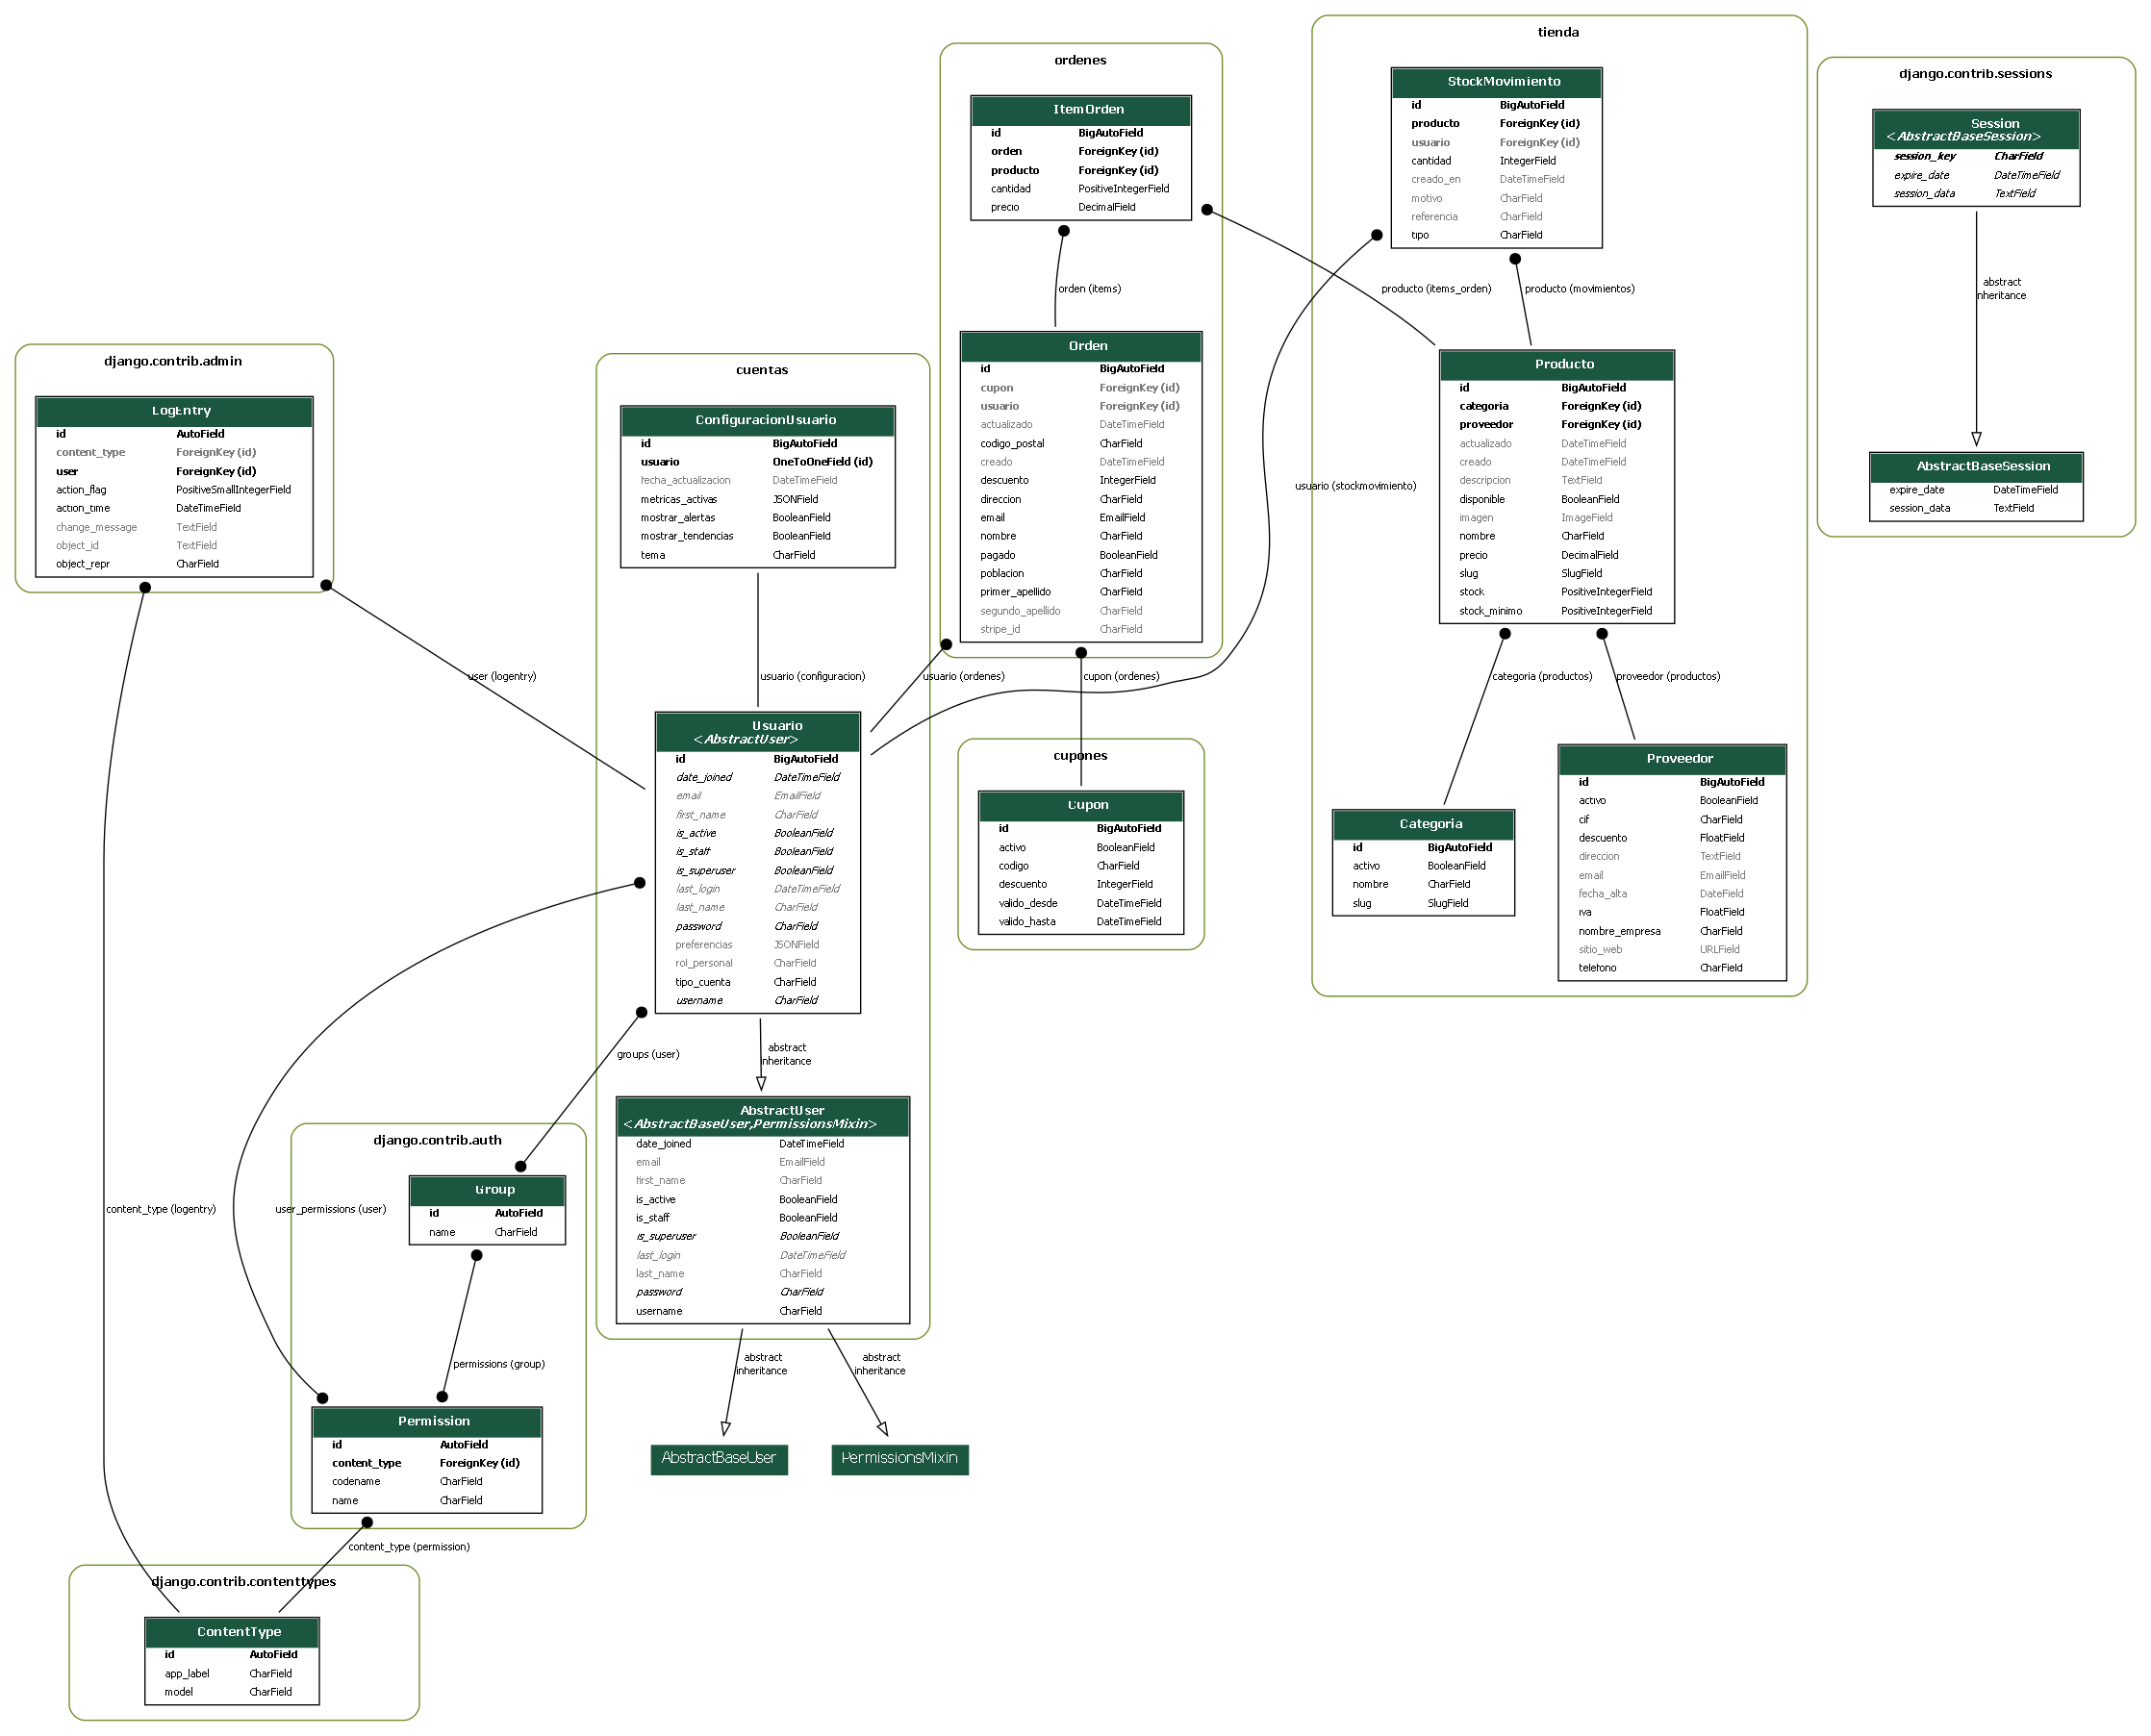 django.contrib.admin
LogEntry
id AutoField
content_type ForeignKey (id)
user ForeignKey (id)
action_flag PositiveSmallIntegerField
action_time DateTimeField
change_message TextField
object_id TextField
object_repr CharField
user (logentry)
content_type (logentry)
cuentas
ConfiguracionUsuario
id BigAutoField
usuario OneToOneField (id)
fecha_actualizacion DateTimeField
metricas_activas JSONField
mostrar_alertas BooleanField
mostrar_tendencias BooleanField
tema CharField
usuario (configuracion)
Usuario
<AbstractUser>
id BigAutoField
date_joined DateTimeField
email EmailField
first_name CharField
is_active BooleanField
is_staff BooleanField
is_superuser BooleanField
last_login DateTimeField
last_name CharField
password CharField
preferencias JSONField
rol_personal CharField
tipo_cuenta CharField
username CharField
groups (user)
abstract
inheritance
AbstractUser
<AbstractBaseUser,PermissionsMixin>
date_joined DateTimeField
email EmailField
first_name CharField
is_active BooleanField
is_staff BooleanField
is_superuser BooleanField
last_login DateTimeField
last_name CharField
password CharField
username CharField
abstract
inheritance
abstract
inheritance
AbstractBaseUser
PermissionsMixin
ordenes
ItemOrden
id BigAutoField
orden ForeignKey (id)
producto ForeignKey (id)
cantidad PositiveIntegerField
precio DecimalField
orden (items)
producto (items_orden)
Orden
id BigAutoField
cupon ForeignKey (id)
usuario ForeignKey (id)
actualizado DateTimeField
codigo_postal CharField
creado DateTimeField
descuento IntegerField
direccion CharField
email EmailField
nombre CharField
pagado BooleanField
poblacion CharField
primer_apellido CharField
segundo_apellido CharField
stripe_id CharField
usuario (ordenes)
cupon (ordenes)
cupones
Cupon
id BigAutoField
activo BooleanField
codigo CharField
descuento IntegerField
valido_desde DateTimeField
valido_hasta DateTimeField
tienda
StockMovimiento
id BigAutoField
producto ForeignKey (id)
usuario ForeignKey (id)
cantidad IntegerField
creado_en DateTimeField
motivo CharField
referencia CharField
tipo CharField
producto (movimientos)
usuario (stockmovimiento)
Producto
id BigAutoField
categoria ForeignKey (id)
proveedor ForeignKey (id)
actualizado DateTimeField
creado DateTimeField
descripcion TextField
disponible BooleanField
imagen ImageField
nombre CharField
precio DecimalField
slug SlugField
stock PositiveIntegerField
stock_minimo PositiveIntegerField
categoria (productos)
proveedor (productos)
Categoria
id BigAutoField
activo BooleanField
nombre CharField
slug SlugField
Proveedor
id BigAutoField
activo BooleanField
cif CharField
descuento FloatField
direccion TextField
email EmailField
fecha_alta DateField
iva FloatField
nombre_empresa CharField
sitio_web URLField
telefono CharField
django.contrib.sessions
Session
<AbstractBaseSession>
session_key CharField
expire_date DateTimeField
session_data TextField
abstract
inheritance
AbstractBaseSession
expire_date DateTimeField
session_data TextField
django.contrib.auth
Group
id AutoField
name CharField
user_permissions (user)
permissions (group)
Permission
id AutoField
content_type ForeignKey (id)
codename CharField
name CharField
content_type (permission)
django.contrib.contenttypes
ContentType
id AutoField
app_label CharField
model CharField